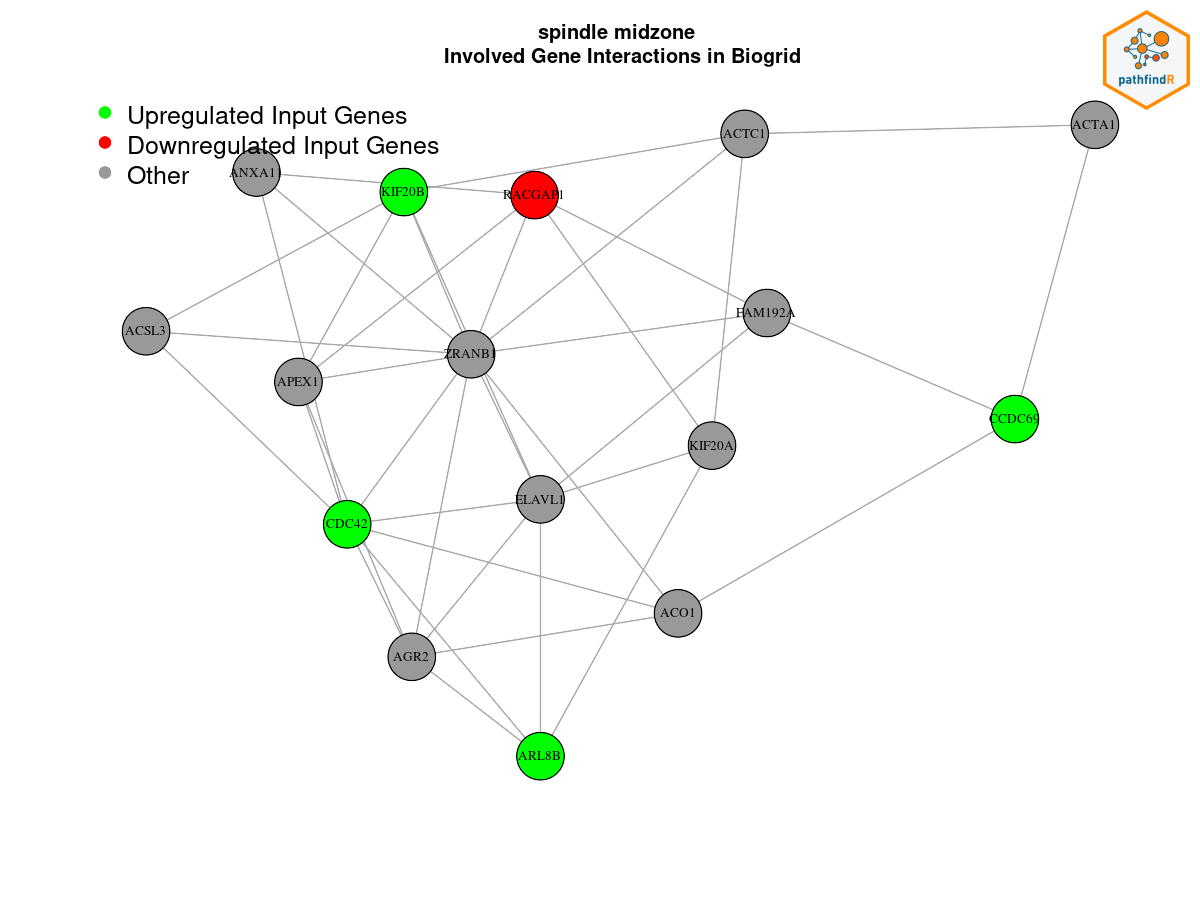 spindle midzone
Involved Gene Interactions in Biogrid
pathfindR
Upregulated Input Genes
Downregulated Input Genes
Other
ACTC1
ACTA1
ANXA11
KIF20B
RACGAP1
FAM192A
ACSL3
ZRANB1
APEX1
CCDC69
KIF20A
ELAVL1
CDC42
ACO1
AGR2
ARL8B